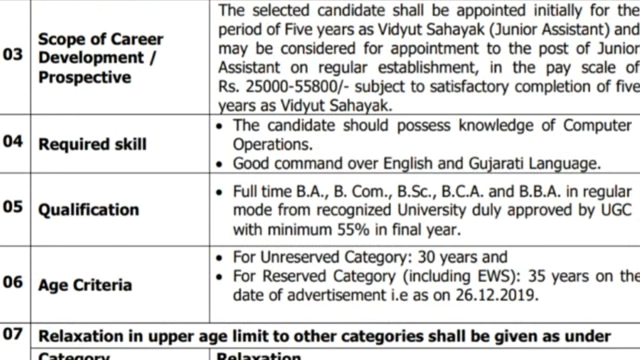 The selected candidate shall be appointed initially for the
period of Five years as Vidyut Sahayak (Junior Assistant) and
may be considered for appointment to the post of Junior
Assistant on regular establishment, in the pay scale of
Rs. 25000-55800/- subject to satisfactory completion of five
years as Vidyut Sahayak.
03
Scope of Career
Development /
Prospective
04
Required skill
• The candidate should possess knowledge of Computer
Operations.
• Good command over English and Gujarati Language.
05
Qualification
• Full time B.A., B. Com., B.Sc., B.C.A. and B.B.A. in regular
mode from recognized University duly approved by UGC
with minimum 55% in final year.
06
Age Criteria
• For Unreserved Category: 30 years and
• For Reserved Category (including EWS): 35 years on the
date of advertisement i.e as on 26.12.2019.
07
Relaxation in upper age limit to other categories shall be given as under
Category
Relaxation